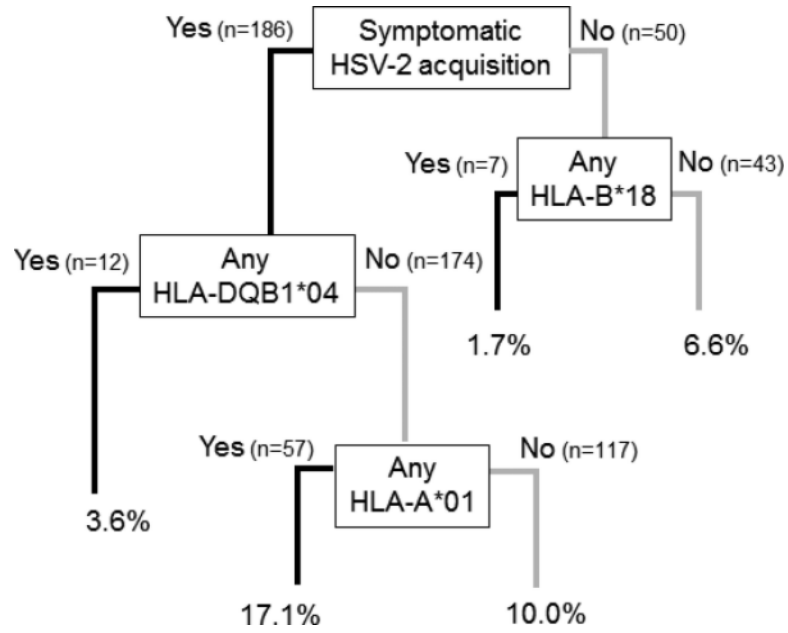 Yes (n=186)
Symptomatic
HSV-2 acquisition
No (n=50)
Yes (n=7)
Any
HLA-B*18
No (n=43)
Yes (n=12)
Any
HLA-DQB1*04
No (n=174)
1.7%
6.6%
Yes (n=57)
Any
HLA-A*01
No (n=117)
3.6%
17.1%
10.0%